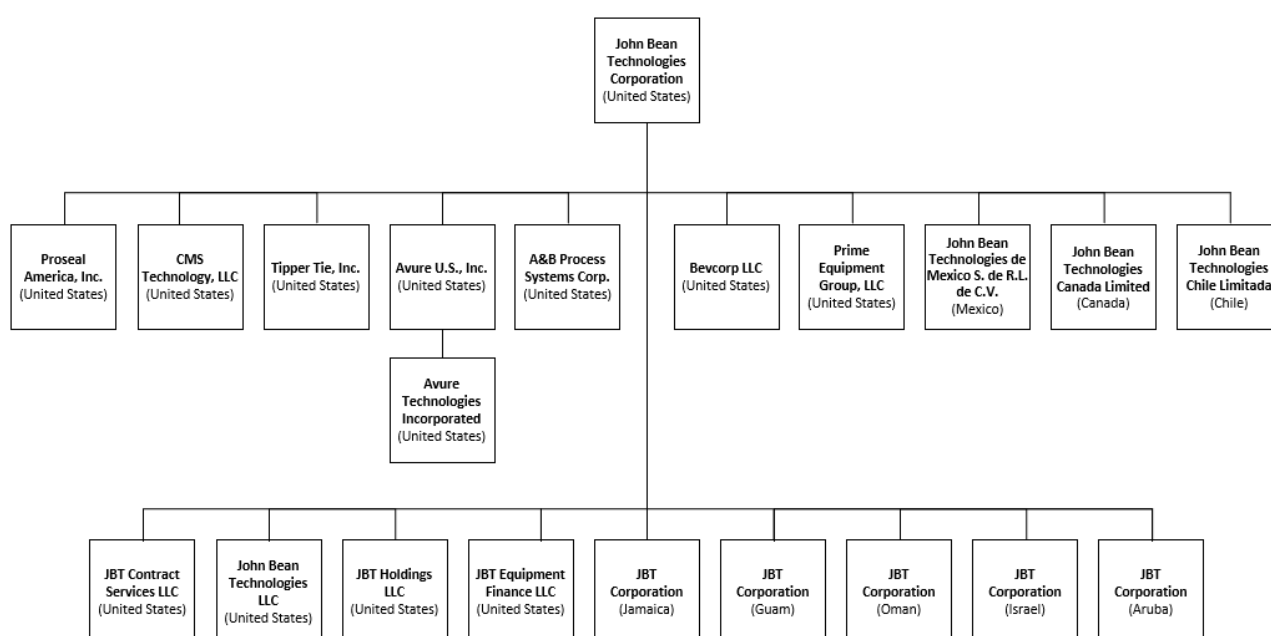 John Bean
Technologies
Corporation
(United States)
Proseal
America, Inc.
(United States)
CMS
Technology, LLC
(United States)
Tipper Tie, Inc.
(United States)
Avure U.S., Inc.
(United States)
A&B Process
Systems Corp.
(United States)
Bevcorp LLC
(United States)
Prime
Equipment
Group, LLC
(United States)
John Bean
Technologies de
Mexico S. de R.L.
de C.V.
(Mexico)
John Bean
Technologies
Canada Limited
(Canada)
John Bean
Technologies
Chile Limitada
(Chile)
Avure
Technologies
Incorporated
(United States)
JBT Contract
Services LLC
(United States)
John Bean
Technologies
LLC
(United States)
JBT Holdings
LLC
(United States)
JBT Equipment
Finance LLC
(United States)
JBT
Corporation
(Jamaica)
JBT
Corporation
(Guam)
JBT
Corporation
(Oman)
JBT
Corporation
(Israel)
JBT
Corporation
(Aruba)